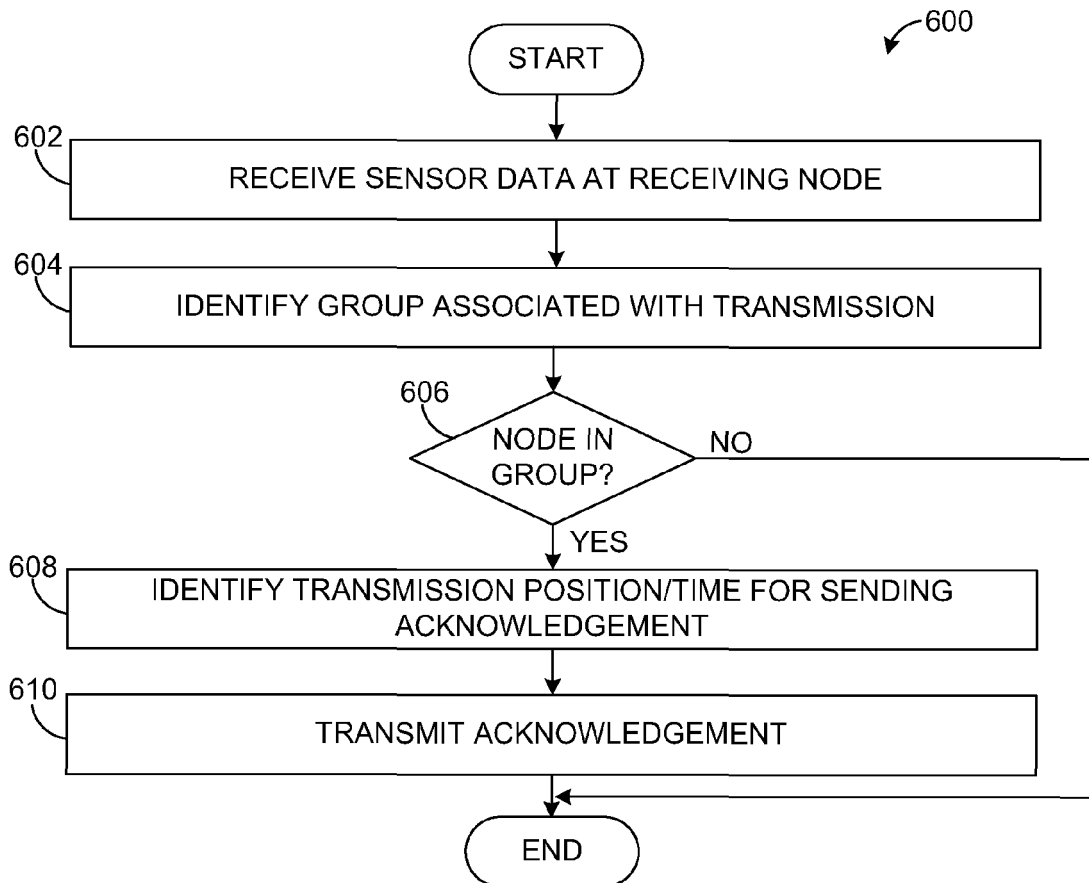 600
START
602
RECEIVE SENSOR DATA AT RECEIVING NODE
604
IDENTIFY GROUP ASSOCIATED WITH TRANSMISSION
606
NODE IN
GROUP?
NO
YES
608
IDENTIFY TRANSMISSION POSITION/TIME FOR SENDING
ACKNOWLEDGEMENT
610
TRANSMIT ACKNOWLEDGEMENT
END